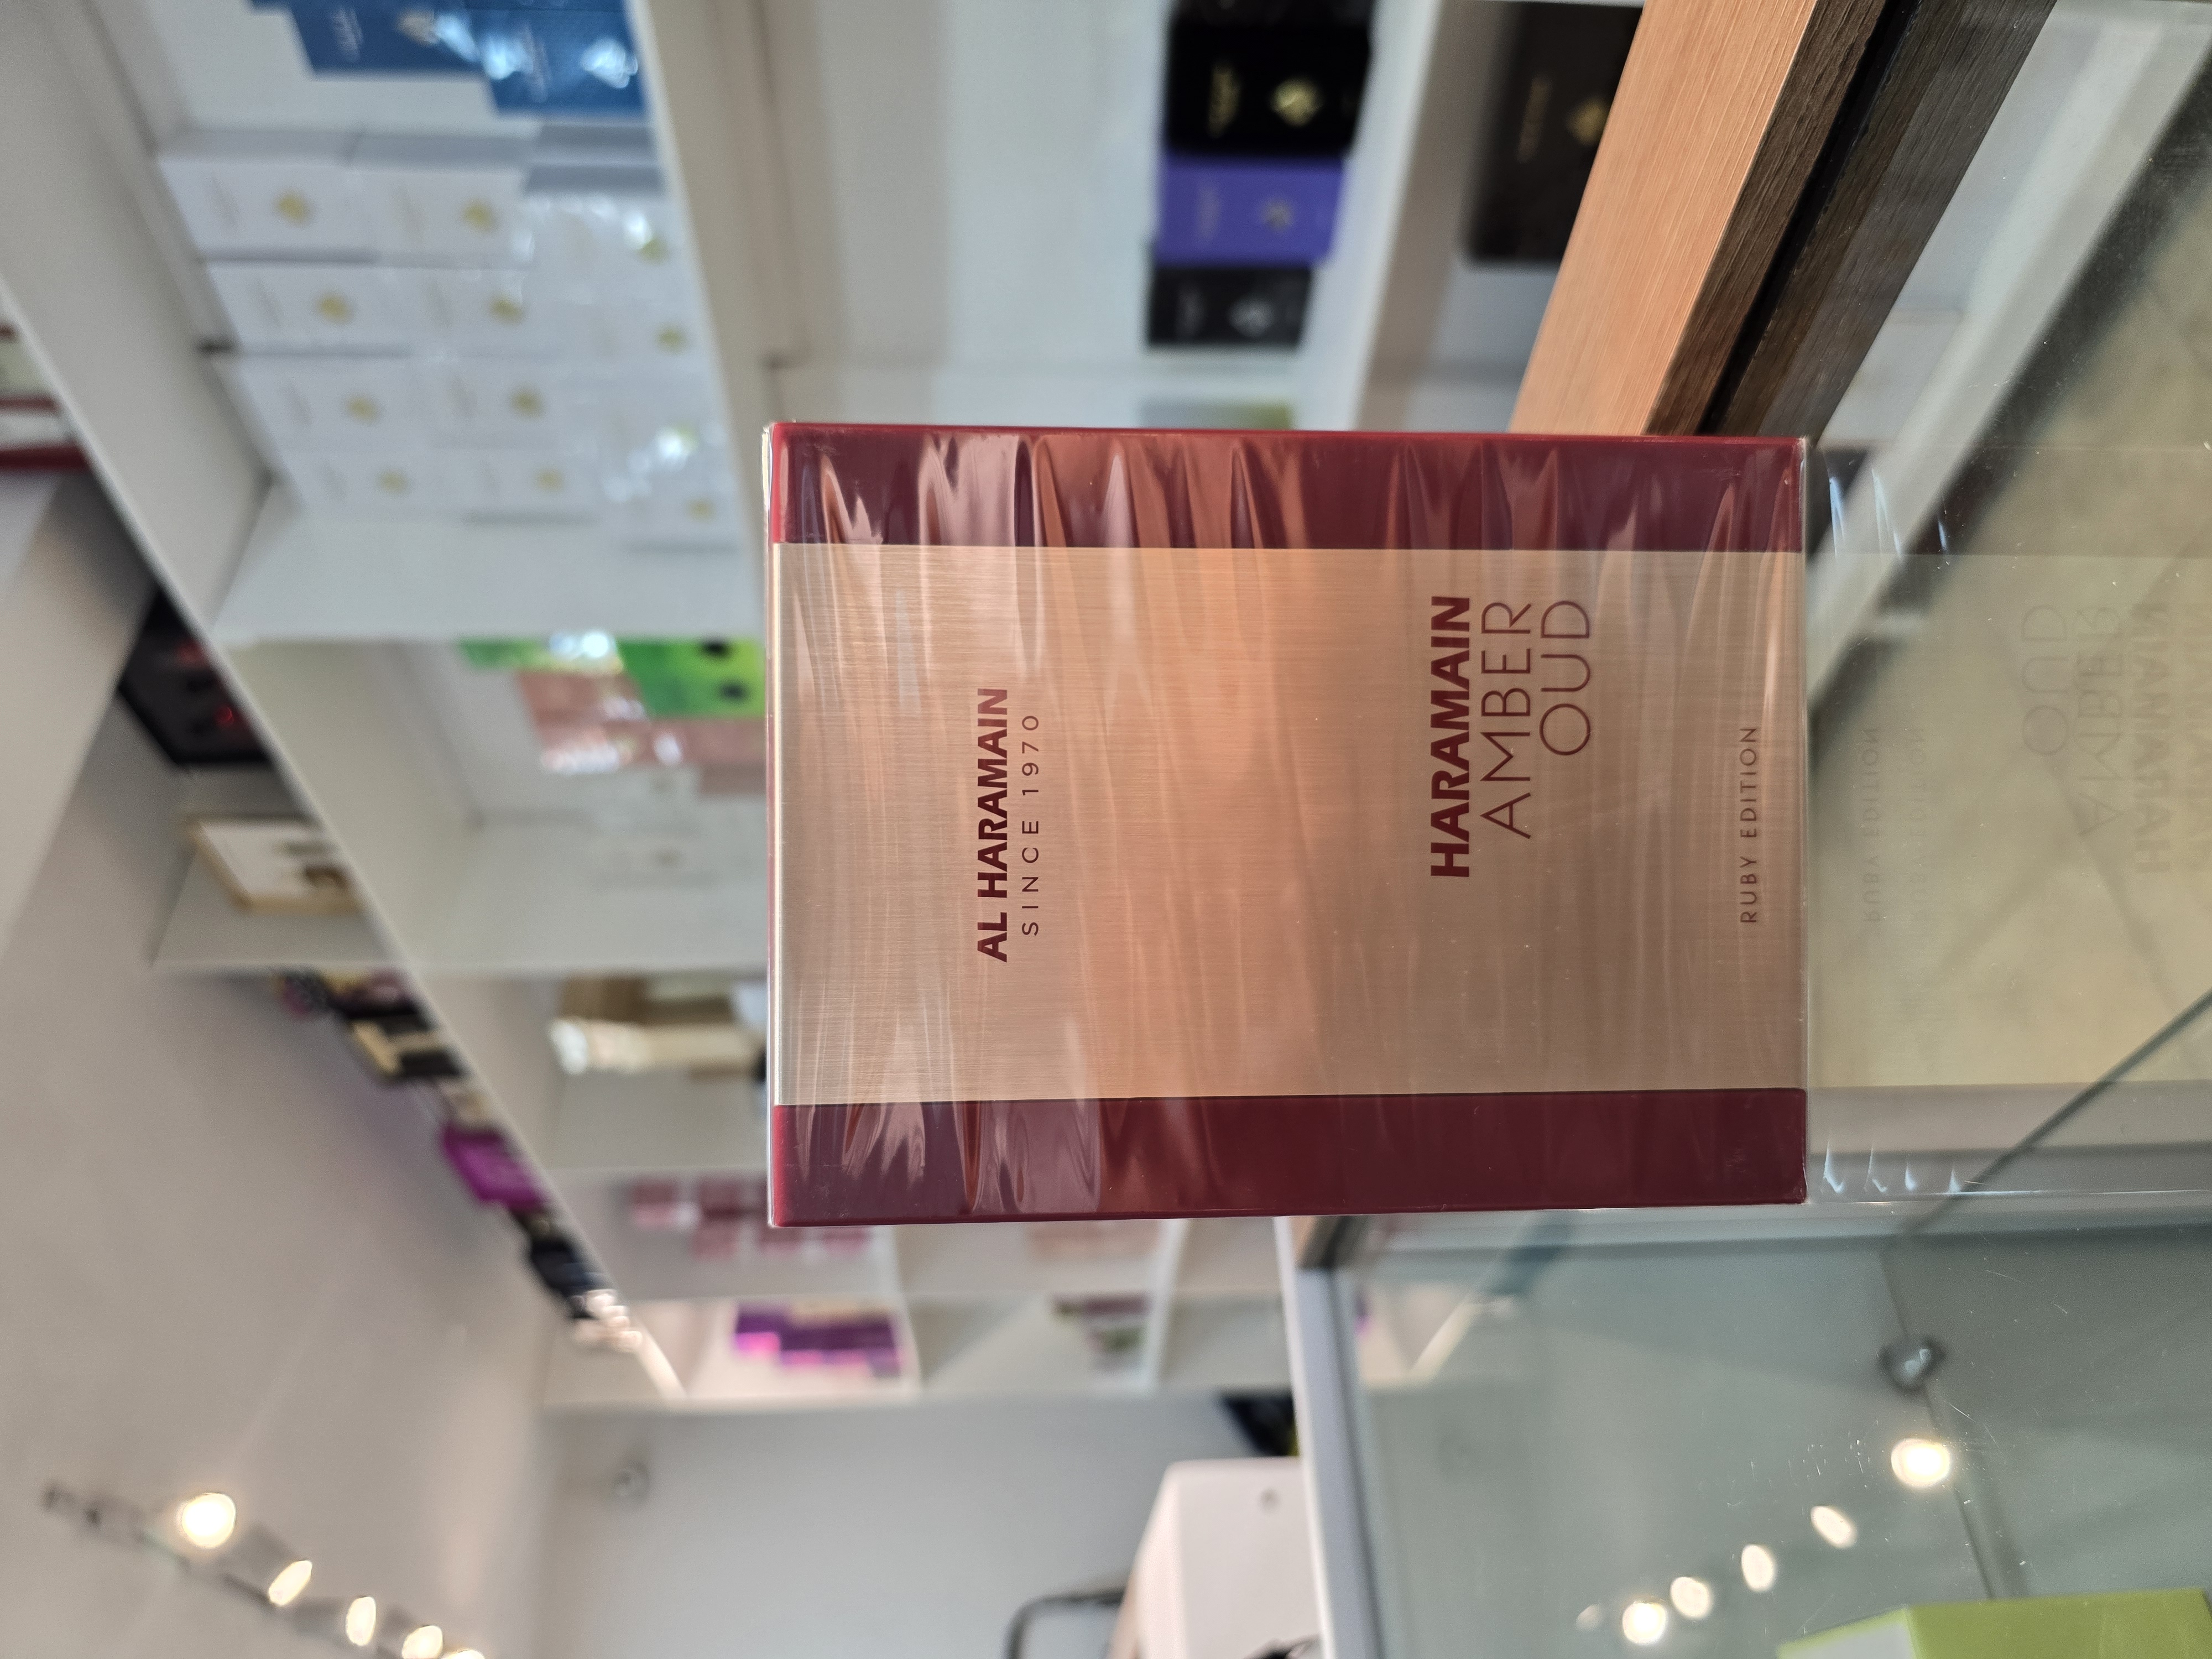 AL HARAMAIN
SINCE 1970
HARAMAIN
AMBER
OUD
RUBY EDITION